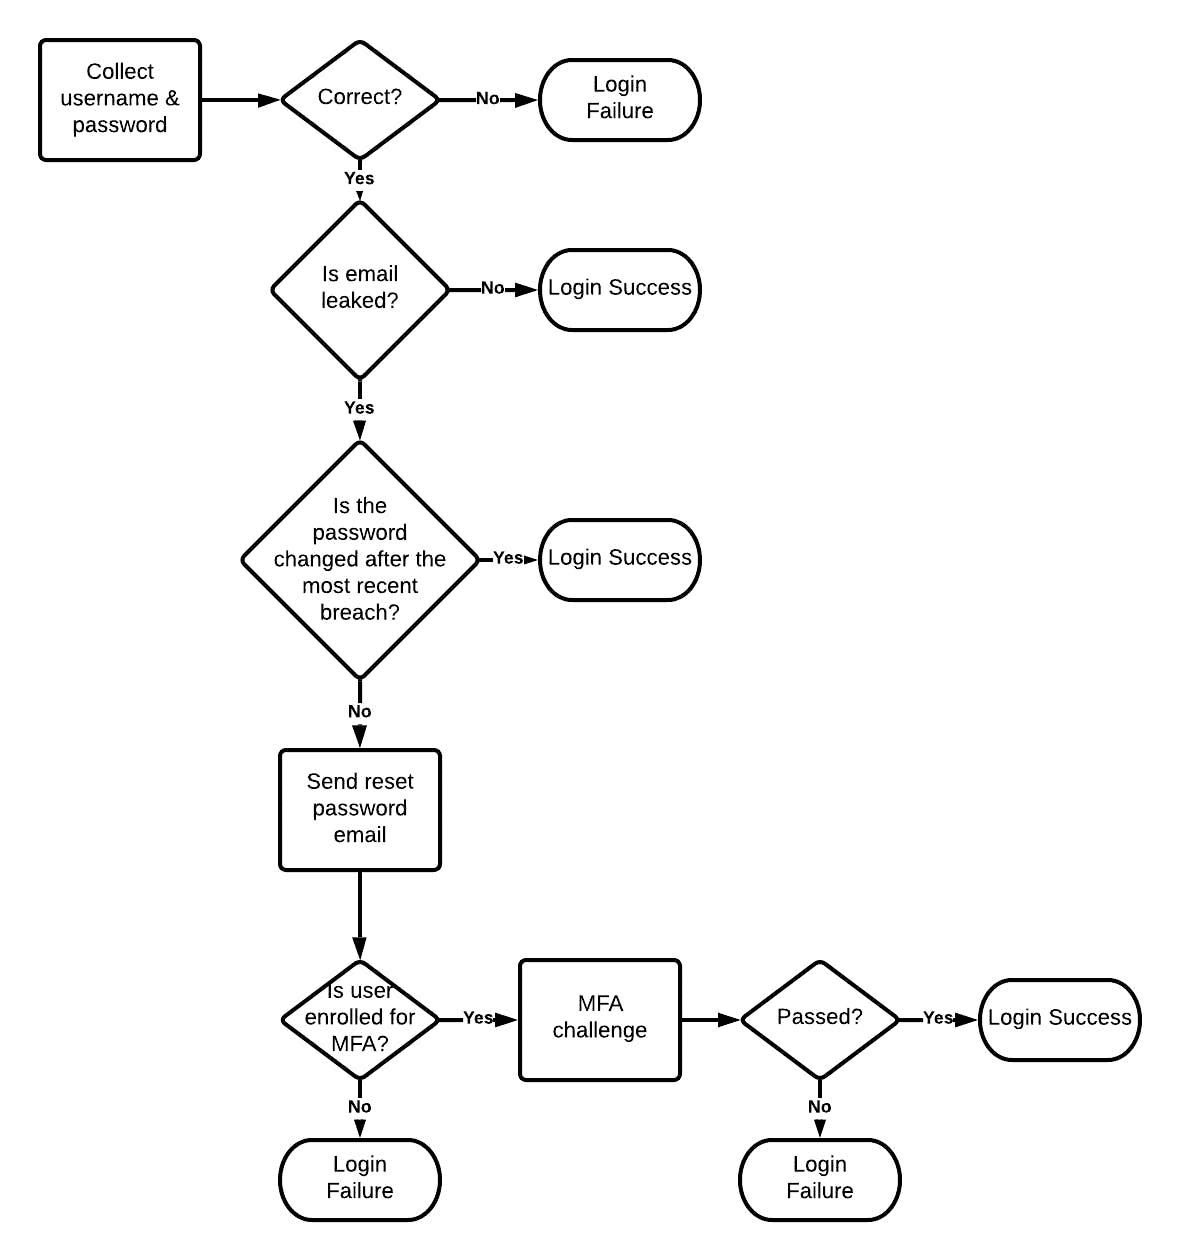 Collect
username &
password
Correct?
No
Login
Failure
Yes
Is email
leaked?
No
Login Success
Yes
Is the
password
changed after the
most recent
breach?
Yes
Login Success
No
Send reset
password
email
Is user
enrolled for
MFA?
Yes
MFA
challenge
Passed?
Yes
Login Success
No
Login
Failure
No
Login
Failure